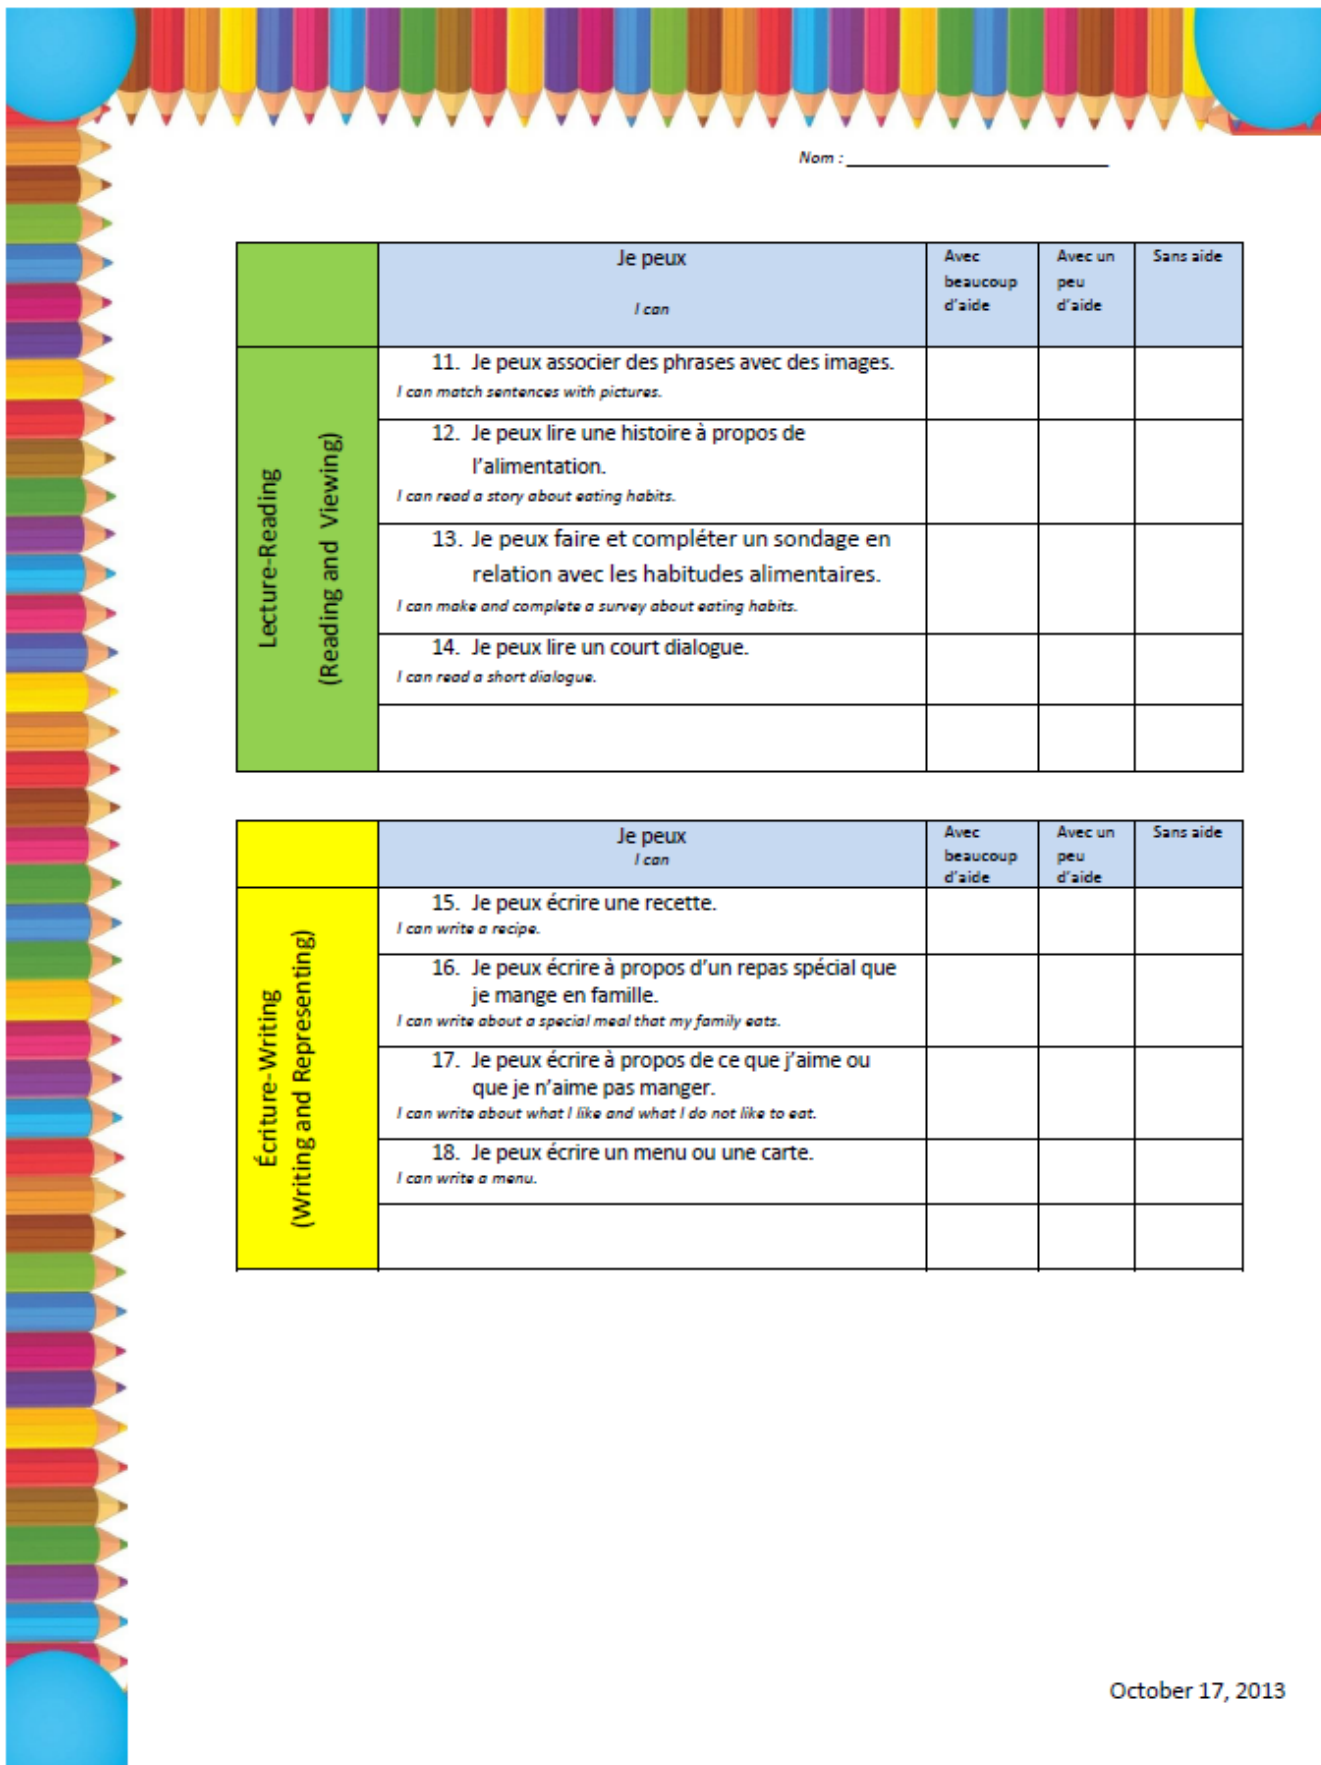 Nom : ____________________
Je peux
I can
Avec
beaucoup
d'aide
Avec un
peu
d'aide
Sans aide
Lecture-Reading
(Reading and Viewing)
11. Je peux associer des phrases avec des images.
I can match sentences with pictures.
12. Je peux lire une histoire à propos de
l'alimentation.
I can read a story about eating habits.
13. Je peux faire et compléter un sondage en
relation avec les habitudes alimentaires.
I can make and complete a survey about eating habits.
14. Je peux lire un court dialogue.
I can read a short dialogue.
Je peux
I can
Avec
beaucoup
d'aide
Avec un
peu
d'aide
Sans aide
Écriture-Writing
(Writing and Representing)
15. Je peux écrire une recette.
I can write a recipe.
16. Je peux écrire à propos d'un repas spécial que
je mange en famille.
I can write about a special meal that my family eats.
17. Je peux écrire à propos de ce que j'aime ou
que je n'aime pas manger.
I can write about what I like and what I do not like to eat.
18. Je peux écrire un menu ou une carte.
I can write a menu.
October 17, 2013